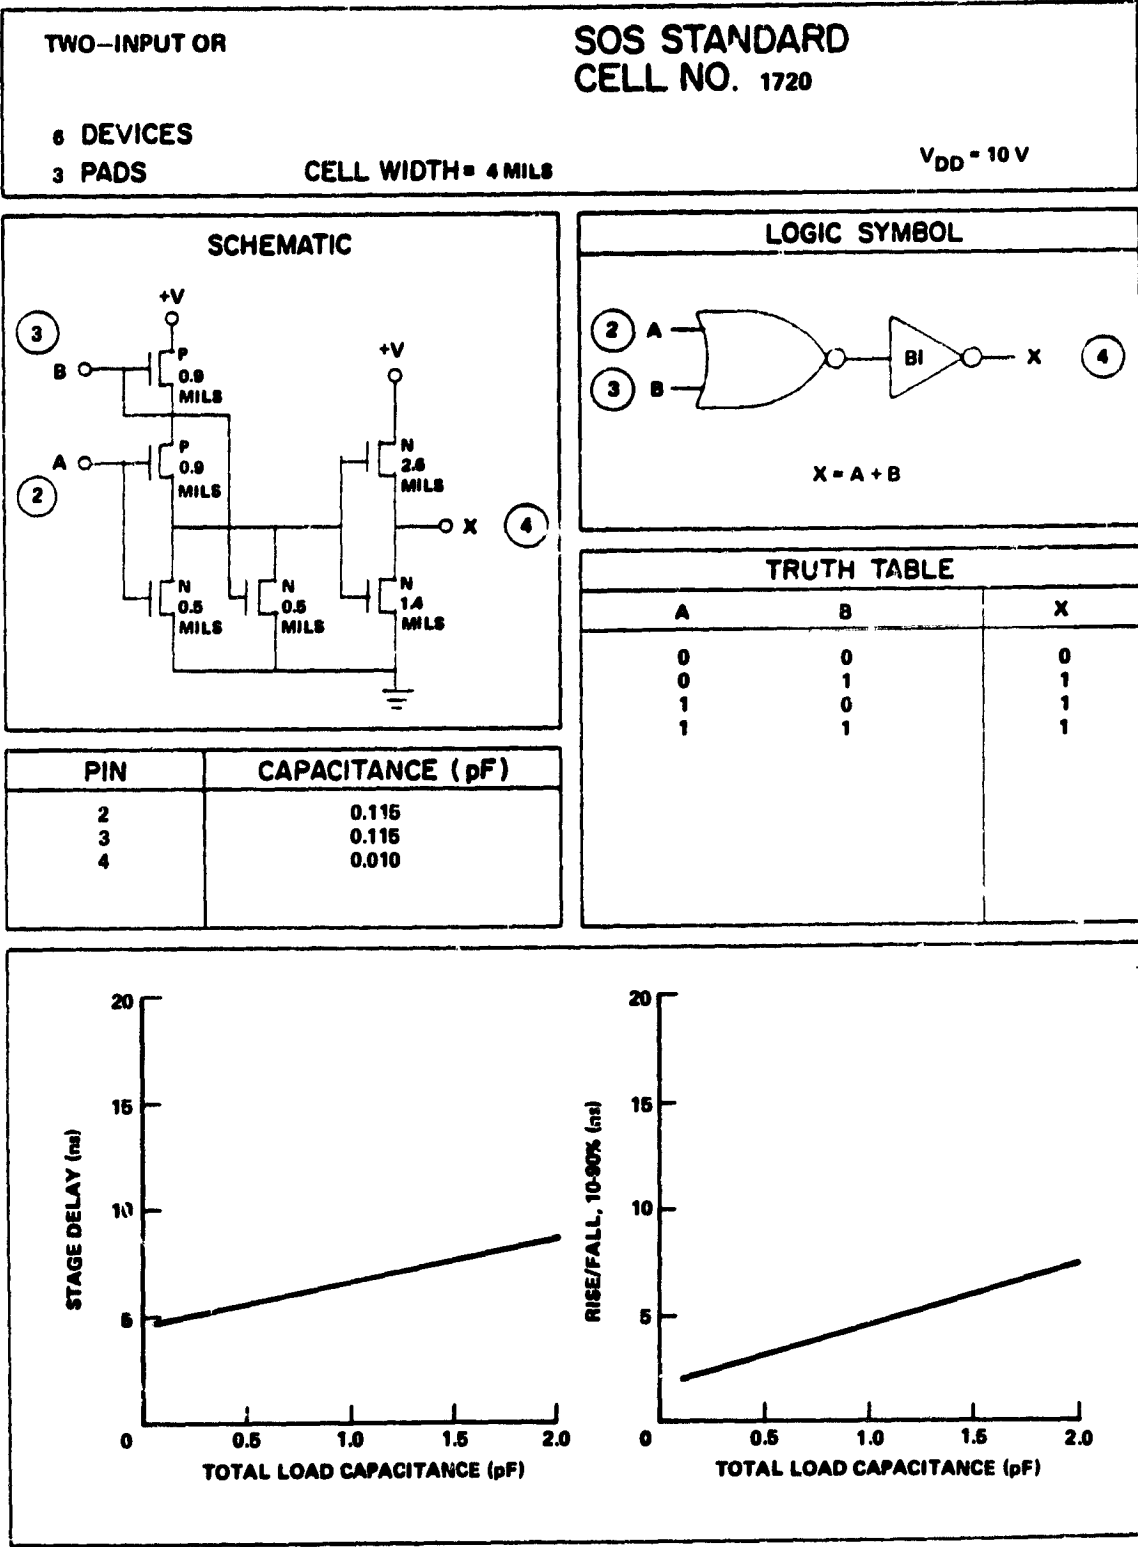 TWO-INPUT OR
SOS STANDARD
CELL NO. 1720
6 DEVICES
3 PADS
CELL WIDTH = 4 MILS
VDD = 10 V
SCHEMATIC
+V
3
B
P
0.9
MILS
+V
A
P
0.9
MILS
2
N
2.6
MILS
X
4
N
0.5
MILS
N
0.5
MILS
N
1.4
MILS
LOGIC SYMBOL
2 A
3 B
BI
X
4
X = A + B
TRUTH TABLE
A B X
0 0 0
0 1 1
1 0 1
1 1 1
PIN CAPACITANCE (pF)
2 0.115
3 0.115
4 0.010
20
15
10
5
0 0.5 1.0 1.5 2.0
STAGE DELAY (ns)
TOTAL LOAD CAPACITANCE (pF)
20
15
10
5
0 0.5 1.0 1.5 2.0
RISE/FALL, 10-90% (ns)
TOTAL LOAD CAPACITANCE (pF)